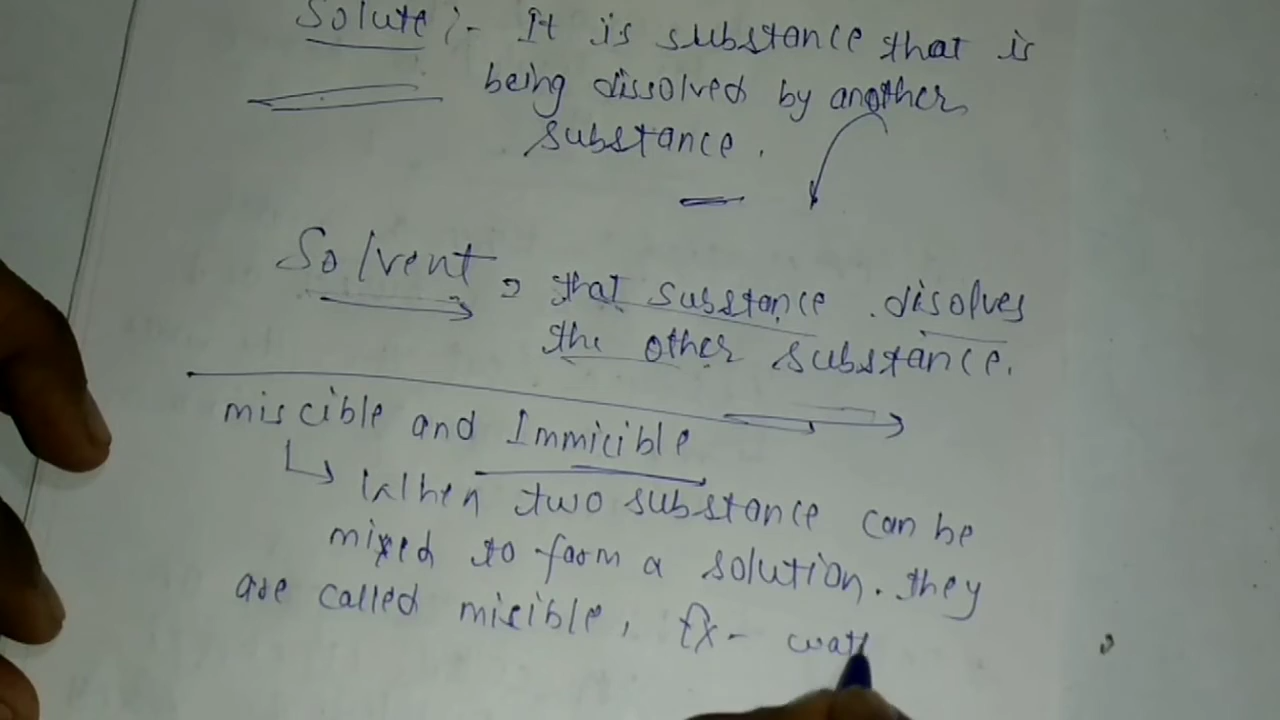 Solute :- It is substance that is
being dissolved by another
substance.
Solvent, that substance disolves
the other substance.
miscible and Immicible
When two substance can be
mixed to form a solution. they
are called micible, Ex- wat